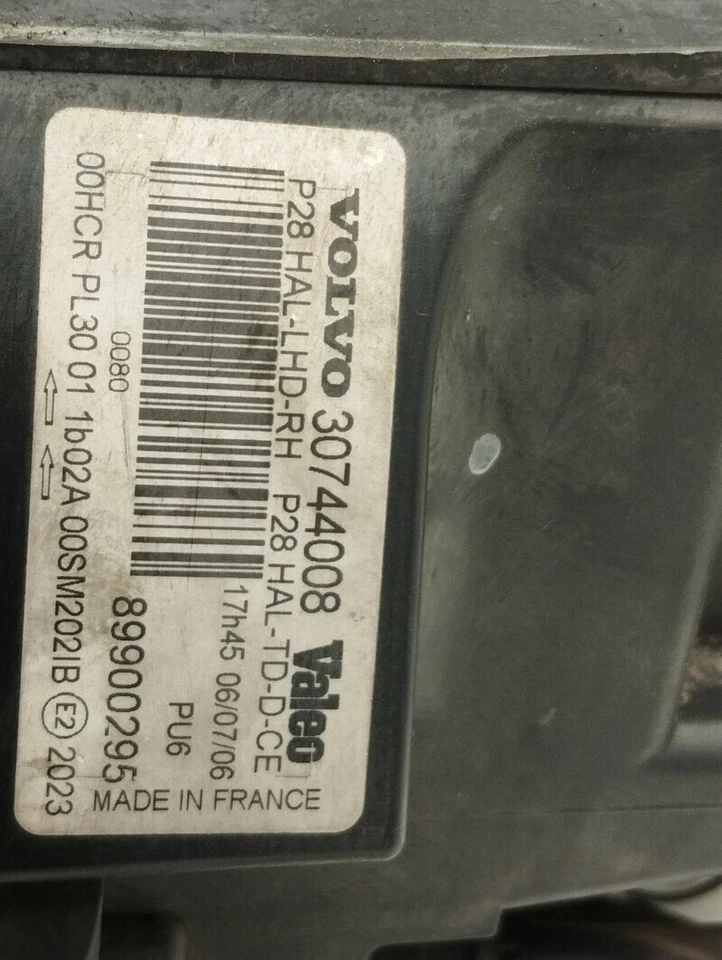 VOLVO 30744008 Valeo
P28 HAL-LHD-RH P28 HAL-TD-D-CE
17h45 06/07/06
PU6
89900295
0080
00HCR PL30 01 1b02A 00SM202IB E2 2023
MADE IN FRANCE